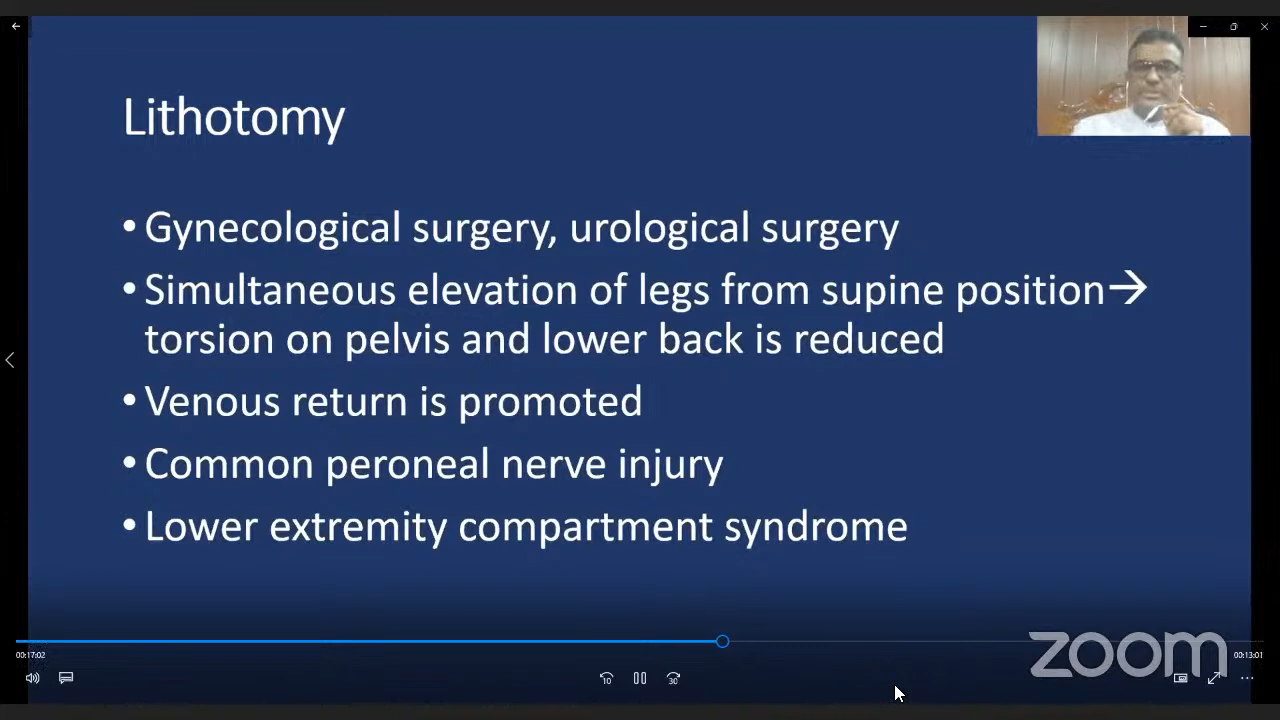 Lithotomy
• Gynecological surgery, urological surgery
• Simultaneous elevation of legs from supine position→
torsion on pelvis and lower back is reduced
• Venous return is promoted
• Common peroneal nerve injury
• Lower extremity compartment syndrome
zoom
00:17:02
00:13:01
10
30